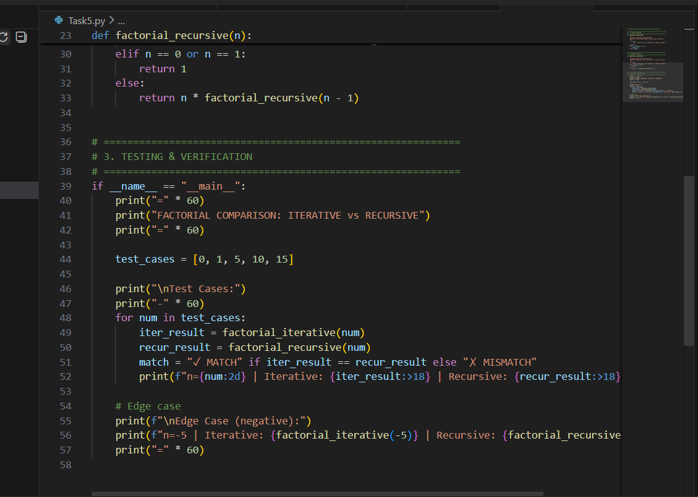 Task5.py > ...
23 def factorial_recursive(n):
30     elif n == 0 or n == 1:
31         return 1
32     else:
33         return n * factorial_recursive(n - 1)
34
35
36 # ============================================================
37 # 3. TESTING & VERIFICATION
38 # ============================================================
39 if __name__ == "__main__":
40     print("=" * 60)
41     print("FACTORIAL COMPARISON: ITERATIVE vs RECURSIVE")
42     print("=" * 60)
43
44     test_cases = [0, 1, 5, 10, 15]
45
46     print("\nTest Cases:")
47     print("-" * 60)
48     for num in test_cases:
49         iter_result = factorial_iterative(num)
50         recur_result = factorial_recursive(num)
51         match = "✓ MATCH" if iter_result == recur_result else "✗ MISMATCH"
52         print(f"n={num:2d} | Iterative: {iter_result:>18} | Recursive: {recur_result:>18}
53
54     # Edge case
55     print(f"\nEdge Case (negative):")
56     print(f"n=-5 | Iterative: {factorial_iterative(-5)} | Recursive: {factorial_recursive
57     print("=" * 60)
58